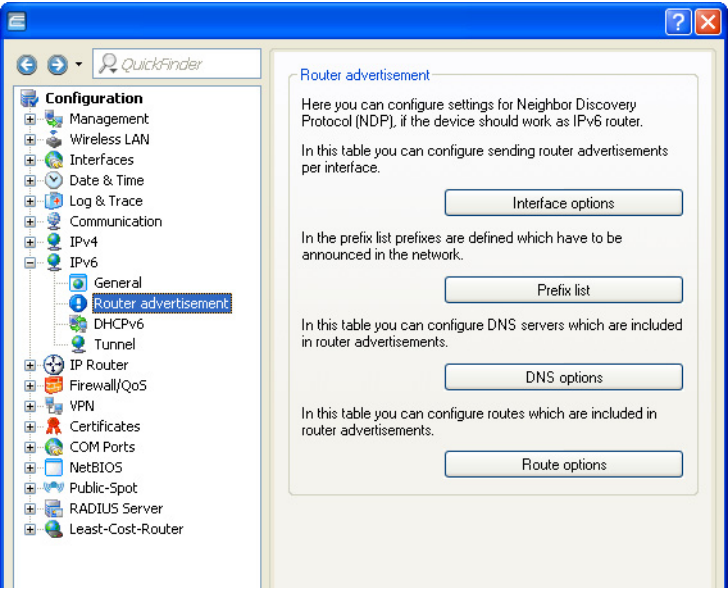 QuickFinder
Configuration
Management
Wireless LAN
Interfaces
Date & Time
Log & Trace
Communication
IPv4
IPv6
General
Router advertisement
DHCPv6
Tunnel
IP Router
Firewall/QoS
VPN
Certificates
COM Ports
NetBIOS
Public-Spot
RADIUS Server
Least-Cost-Router
Router advertisement
Here you can configure settings for Neighbor Discovery
Protocol (NDP), if the device should work as IPv6 router.
In this table you can configure sending router advertisements
per interface.
Interface options
In the prefix list prefixes are defined which have to be
announced in the network.
Prefix list
In this table you can configure DNS servers which are included
in router advertisements.
DNS options
In this table you can configure routes which are included in
router advertisements.
Route options